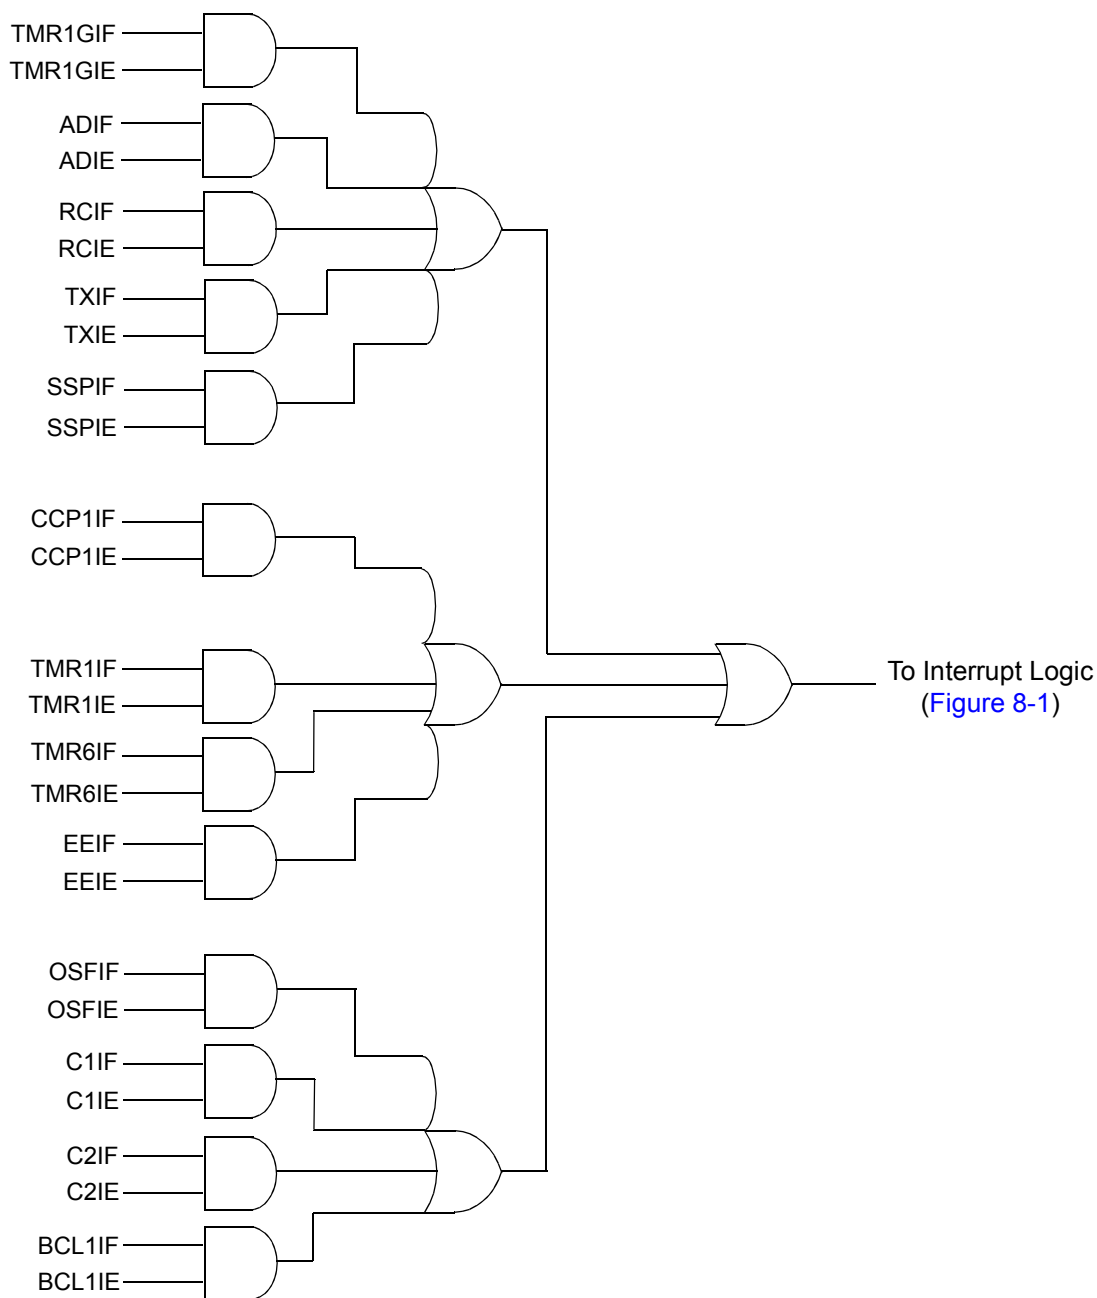 TMR1GIF
TMR1GIE
ADIF
ADIE
RCIF
RCIE
TXIF
TXIE
SSPIF
SSPIE
CCP1IF
CCP1IE
TMR1IF
TMR1IE
TMR6IF
TMR6IE
EEIF
EEIE
To Interrupt Logic
(Figure 8-1)
OSFIF
OSFIE
C1IF
C1IE
C2IF
C2IE
BCL1IF
BCL1IE